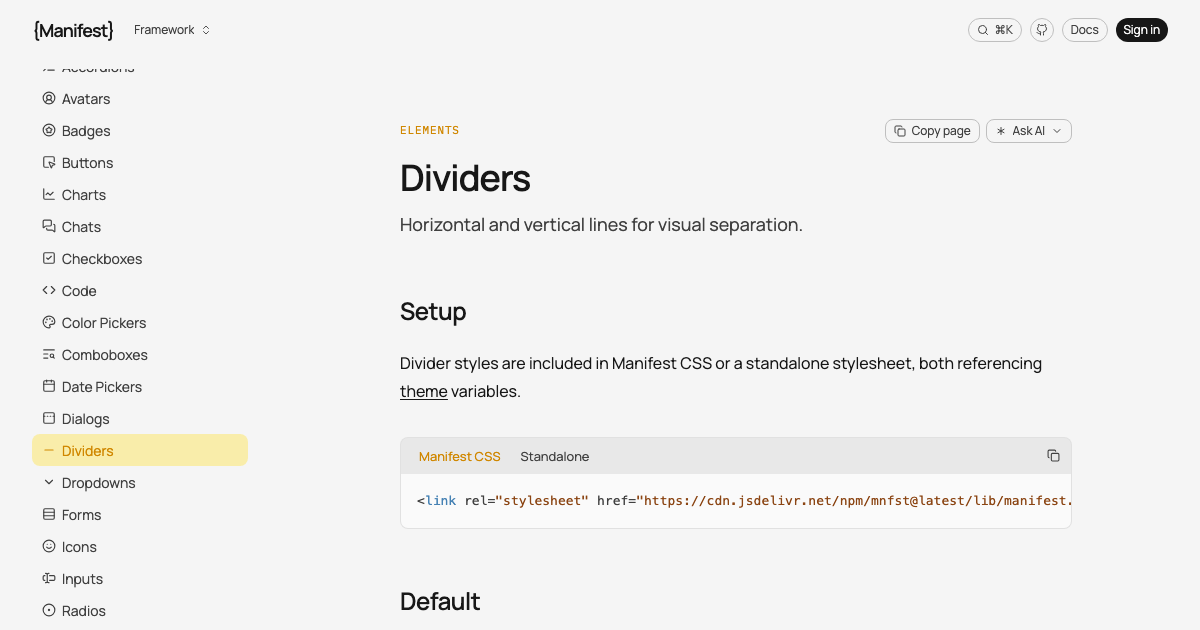 {Manifest}
Framework
⌘K
Docs
Sign in
Accordions
Avatars
Badges
Buttons
Charts
Chats
Checkboxes
Code
Color Pickers
Comboboxes
Date Pickers
Dialogs
Dividers
Dropdowns
Forms
Icons
Inputs
Radios
ELEMENTS
Copy page
Ask AI
Dividers
Horizontal and vertical lines for visual separation.
Setup
Divider styles are included in Manifest CSS or a standalone stylesheet, both referencing
theme variables.
Manifest CSS
Standalone
<link rel="stylesheet" href="https://cdn.jsdelivr.net/npm/mnfst@latest/lib/manifest.
Default